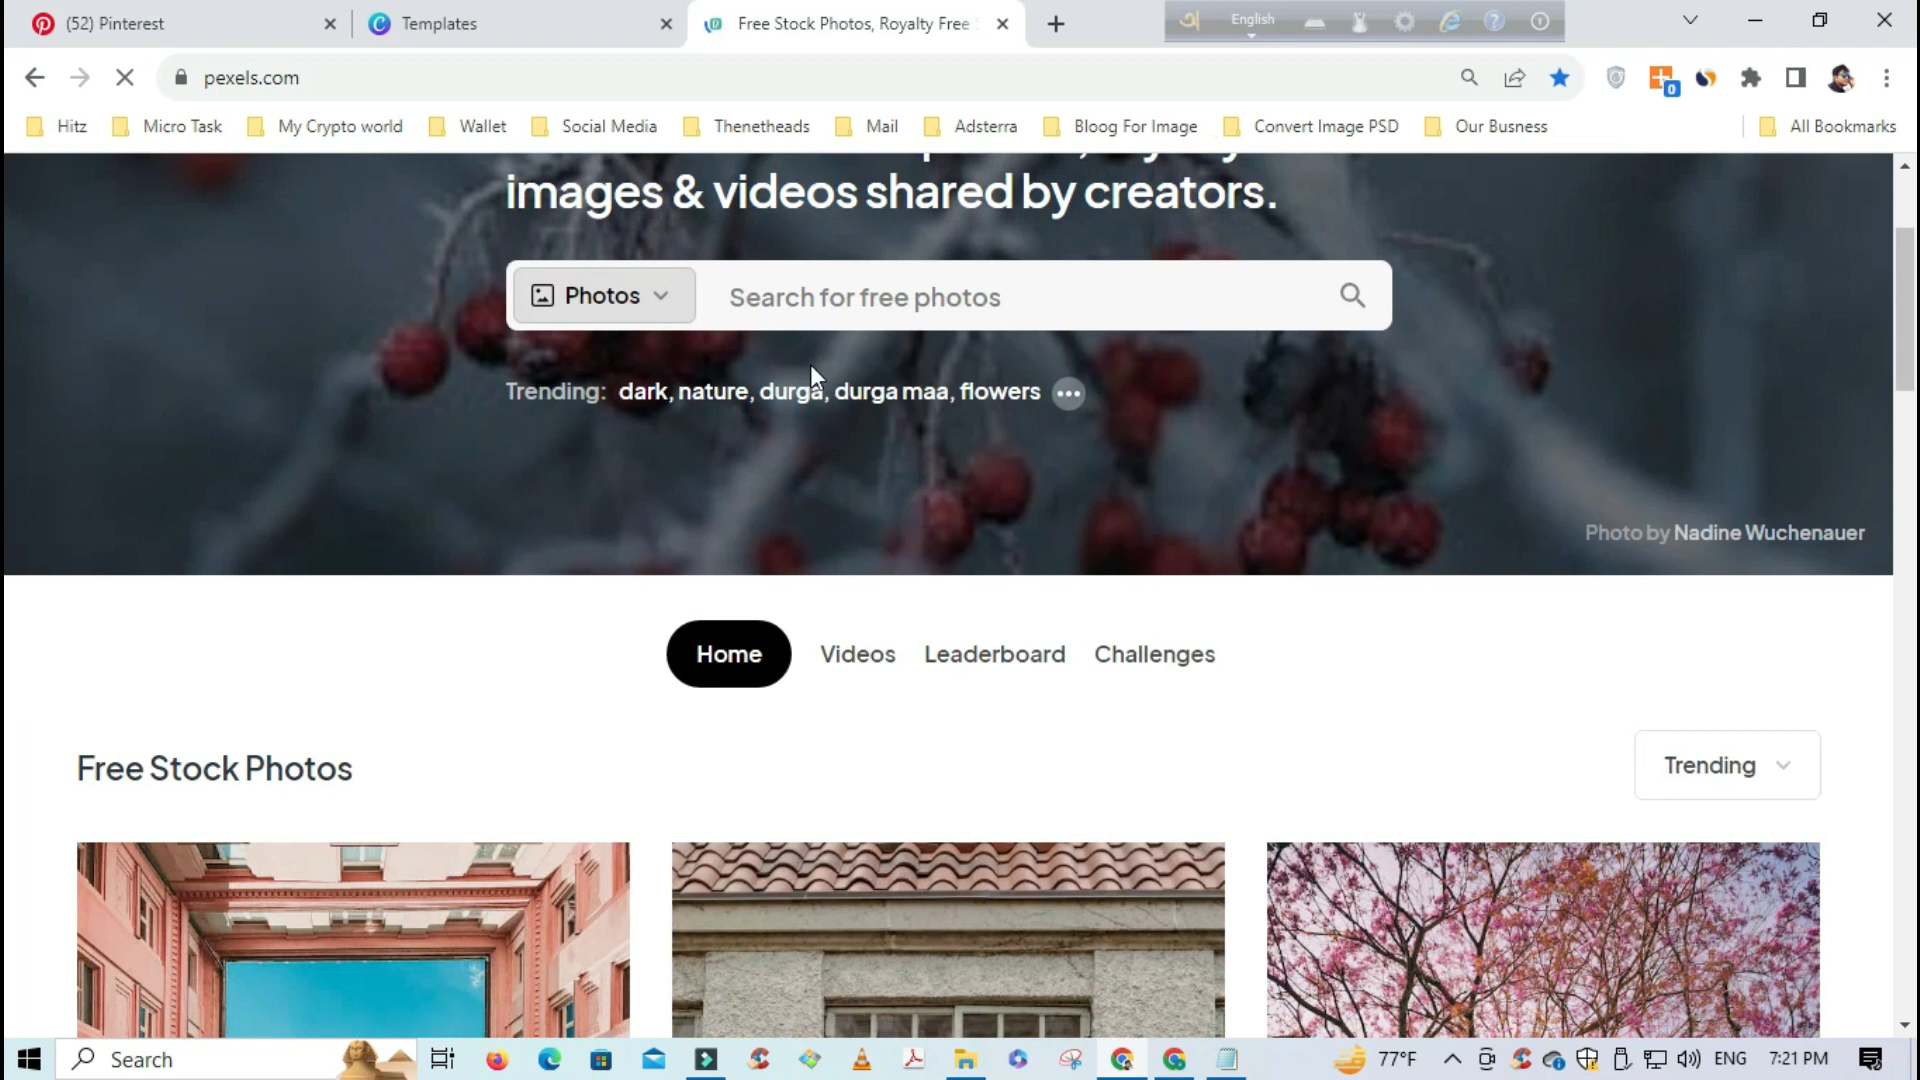 (52) Pinterest
Templates
Free Stock Photos, Royalty Free
English
pexels.com
0
Hitz
Micro Task
My Crypto world
Wallet
Social Media
Thenetheads
Mail
Adsterra
Bloog For Image
Convert Image PSD
Our Busness
All Bookmarks
images & videos shared by creators.
Photos
Search for free photos
Trending: dark, nature, durga, durga maa, flowers
Photo by Nadine Wuchenauer
Home
Videos
Leaderboard
Challenges
Free Stock Photos
Trending
Search
77°F
ENG
7:21 PM